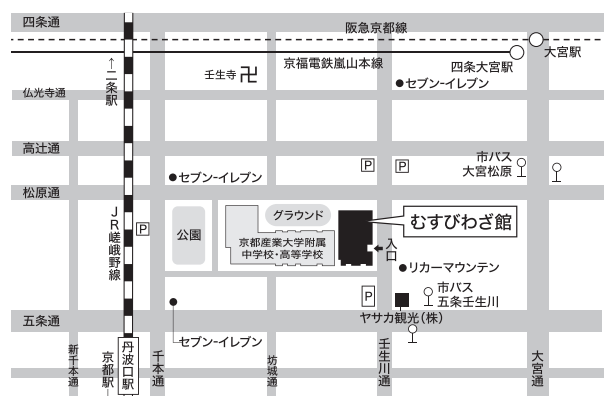 四条通
阪急京都線
大宮駅
京福電鉄嵐山本線
四条大宮駅
↑二条駅
壬生寺 卍
セブン-イレブン
仏光寺通
高辻通
市バス
大宮松原
P
P
セブン-イレブン
松原通
JR嵯峨野線
P
公園
グラウンド
京都産業大学附属
中学校・高等学校
むすびわざ館
入口
リカーマウンテン
P
市バス
五条壬生川
ヤサカ観光(株)
五条通
セブン-イレブン
新千本通
京都駅
丹波口駅
千本通
坊城通
壬生川通
大宮通